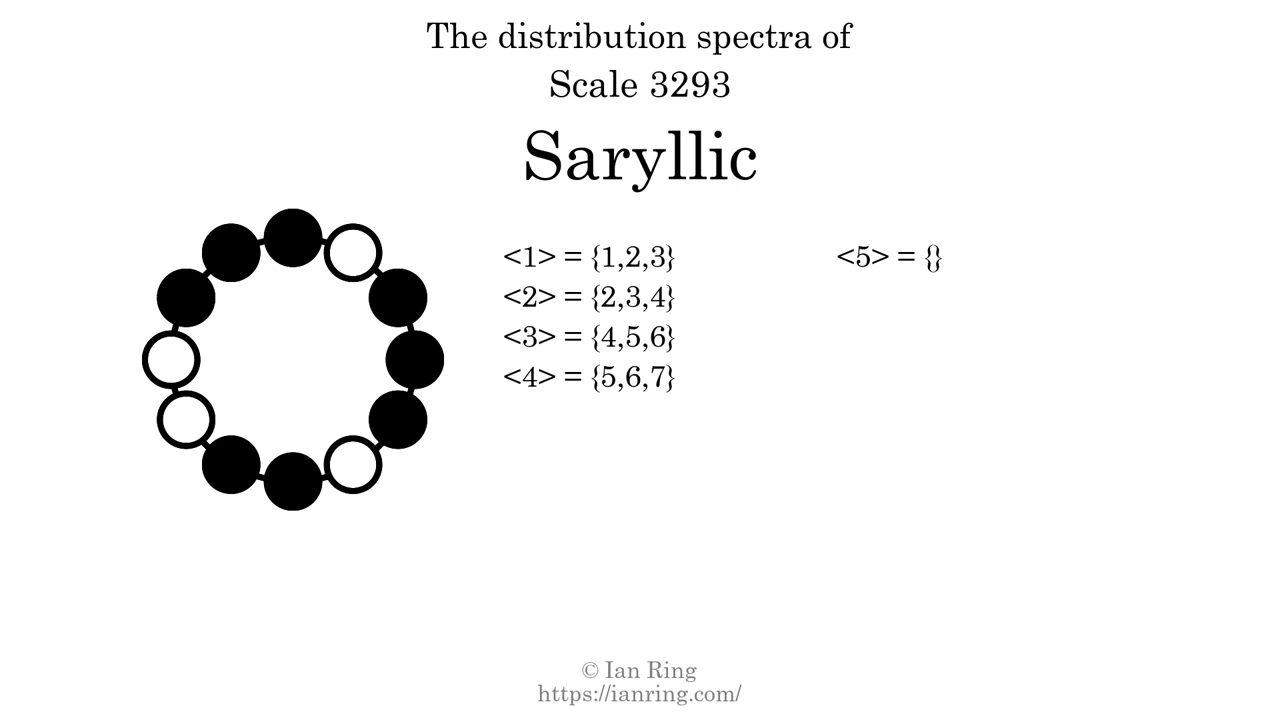 The distribution spectra of
Scale 3293
Saryllic
<1> = {1,2,3}
<2> = {2,3,4}
<3> = {4,5,6}
<4> = {5,6,7}
<5> = {}
© Ian Ring
https://ianring.com/